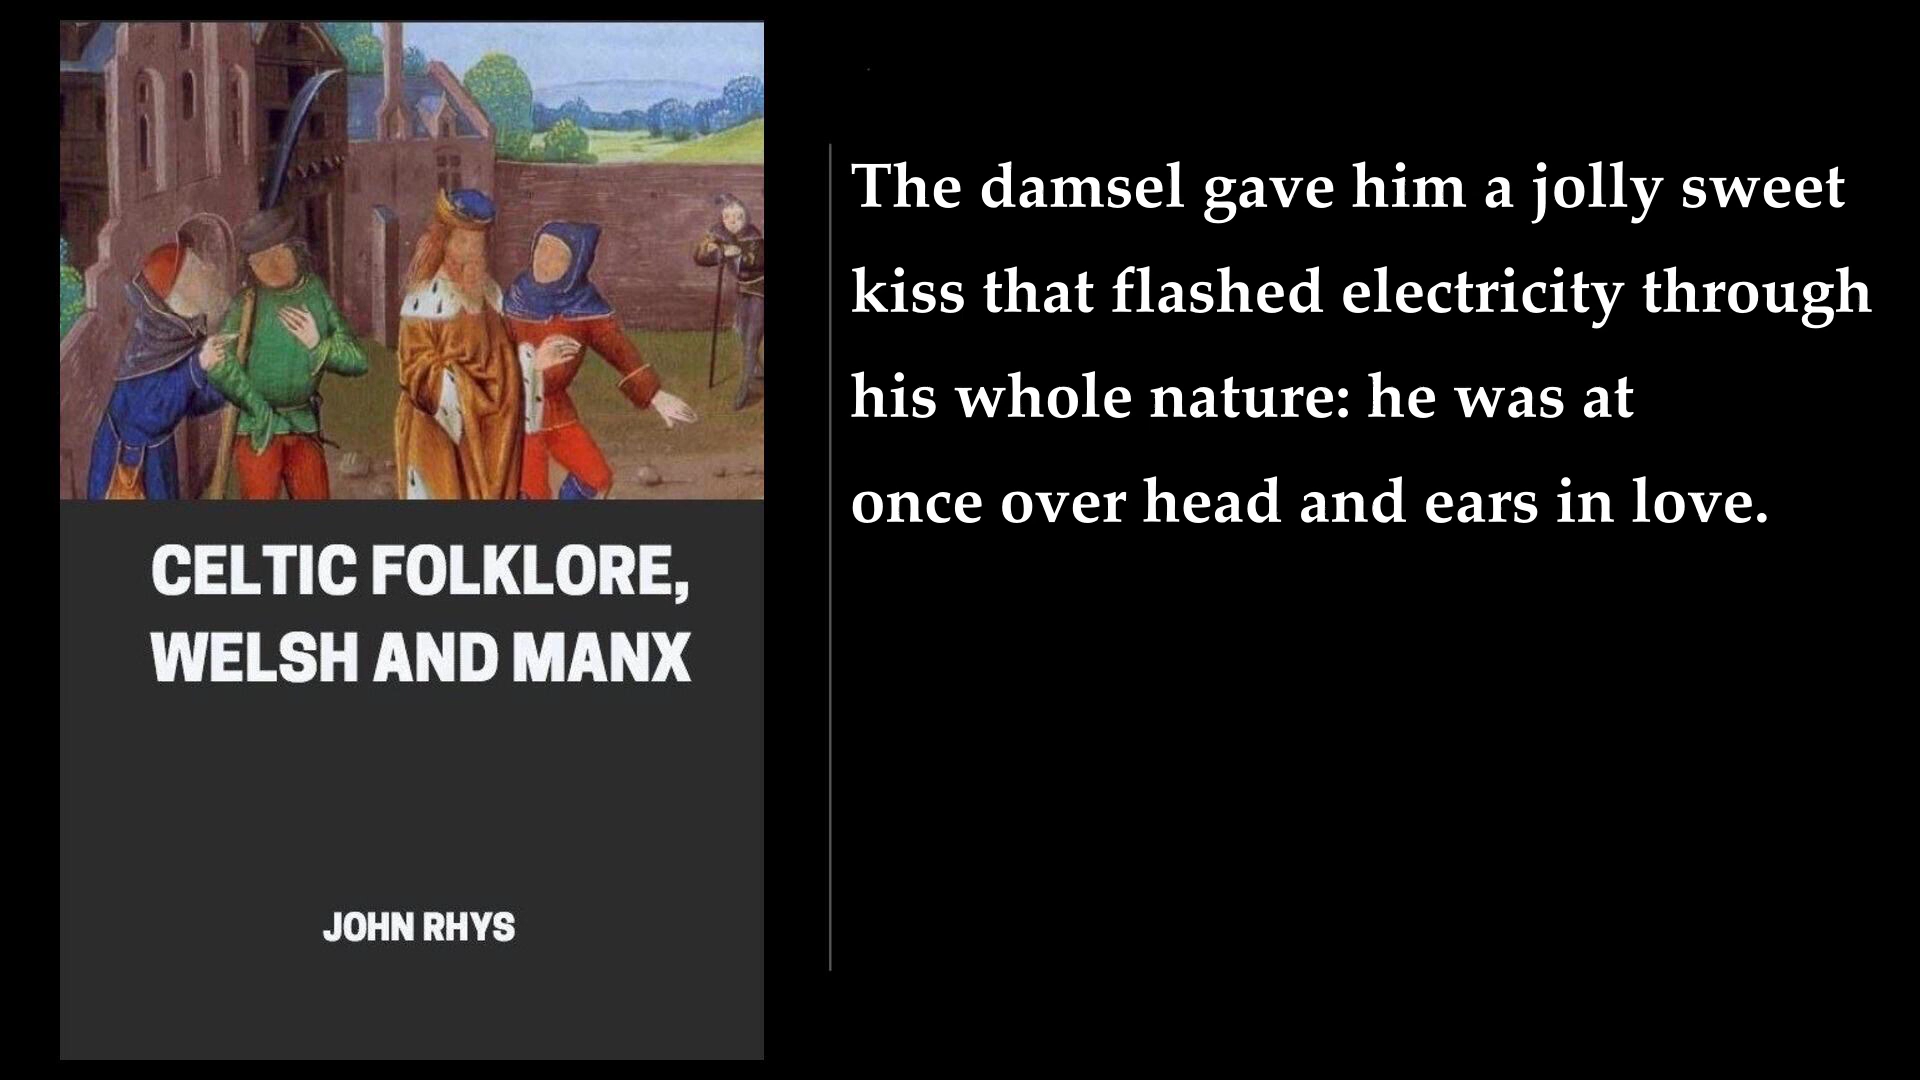 CELTIC FOLKLORE,
WELSH AND MANX
JOHN RHYS
The damsel gave him a jolly sweet
kiss that flashed electricity through
his whole nature: he was at
once over head and ears in love.